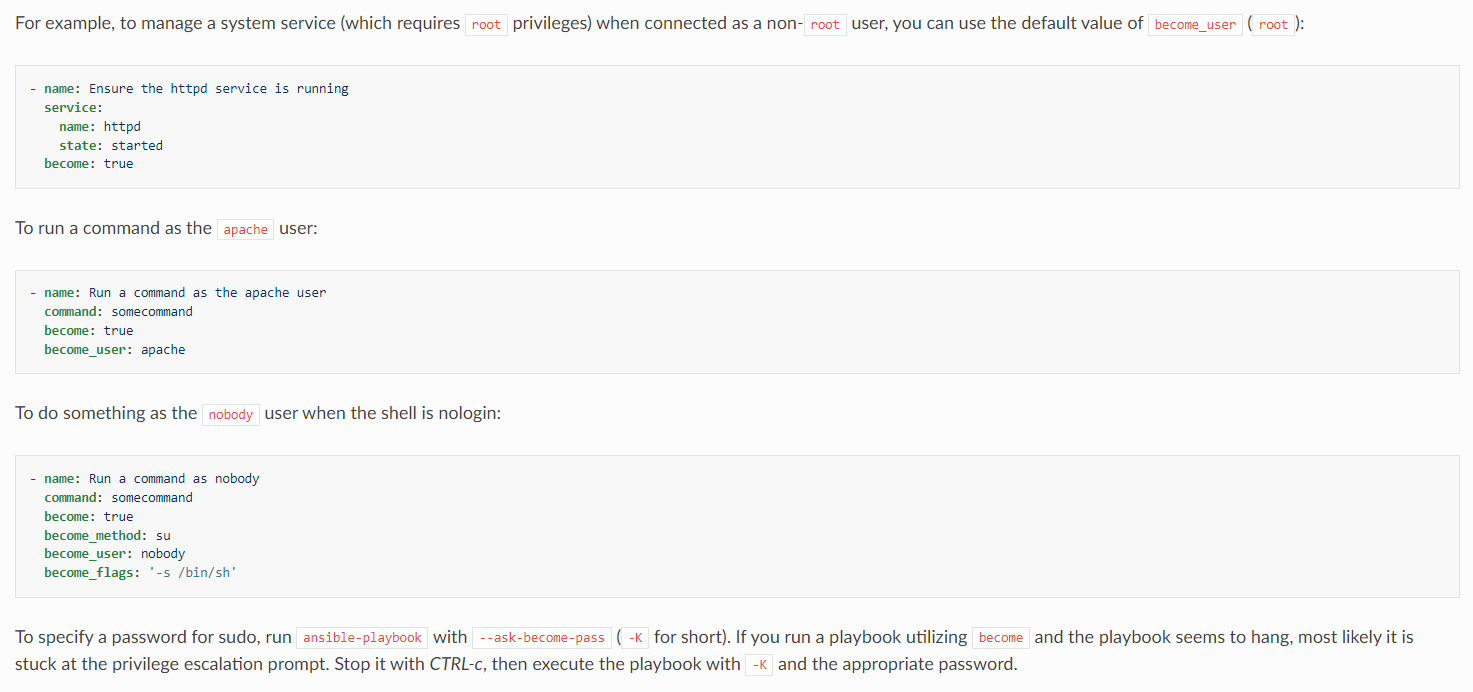 For example, to manage a system service (which requires root privileges) when connected as a non-root user, you can use the default value of become_user (root):
- name: Ensure the httpd service is running
  service:
    name: httpd
    state: started
  become: true
To run a command as the apache user:
- name: Run a command as the apache user
  command: somecommand
  become: true
  become_user: apache
To do something as the nobody user when the shell is nologin:
- name: Run a command as nobody
  command: somecommand
  become: true
  become_method: su
  become_user: nobody
  become_flags: '-s /bin/sh'
To specify a password for sudo, run ansible-playbook with --ask-become-pass (-K for short). If you run a playbook utilizing become and the playbook seems to hang, most likely it is
stuck at the privilege escalation prompt. Stop it with CTRL-c, then execute the playbook with -K and the appropriate password.